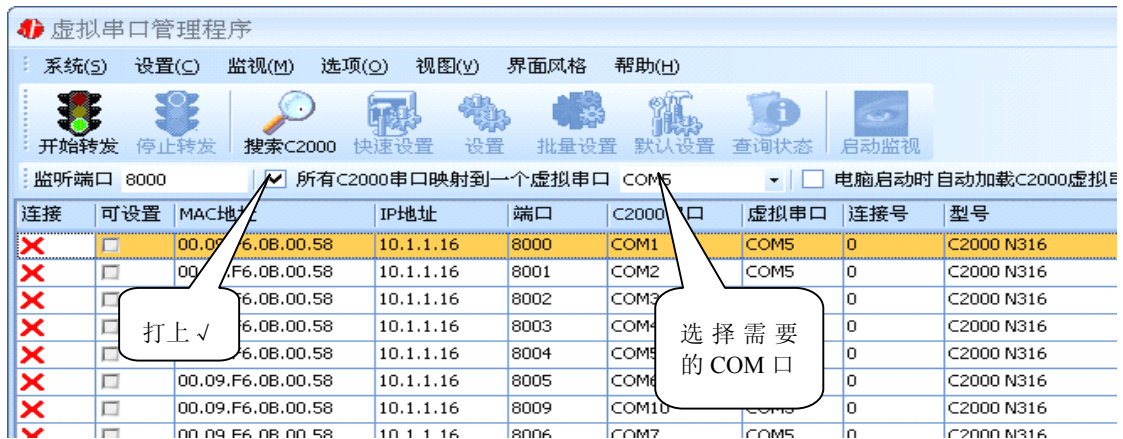 虚拟串口管理程序
系统(S) 设置(C) 监视(M) 选项(O) 视图(V) 界面风格 帮助(H)
开始转发 停止转发 搜索C2000 快速设置 设置 批量设置 默认设置 查询状态 启动监视
监听端口 8000 所有C2000串口映射到一个虚拟串口 COM5 电脑启动时自动加载C2000虚拟
连接 可设置 MAC地址 IP地址 端口 C2000 口 虚拟串口 连接号 型号
00.09.F6.0B.00.58 10.1.1.16 8000 COM1 COM5 0 C2000 N316
00. .F6.0B.00.58 10.1.1.16 8001 COM2 COM5 0 C2000 N316
F6.0B.00.58 10.1.1.16 8002 COM3 0 C2000 N316
打上√
F6.0B.00.58 10.1.1.16 8003 COM4 0 C2000 N316
选择需要
的COM口
F6.0B.00.58 10.1.1.16 8004 COM5 0 C2000 N316
00.09.F6.0B.00.58 10.1.1.16 8005 COM6 0 C2000 N316
00.09.F6.0B.00.58 10.1.1.16 8009 COM10 0 C2000 N316
00.09.F6.0B.00.58 10.1.1.16 8006 COM7 COM5 0 C2000 N316